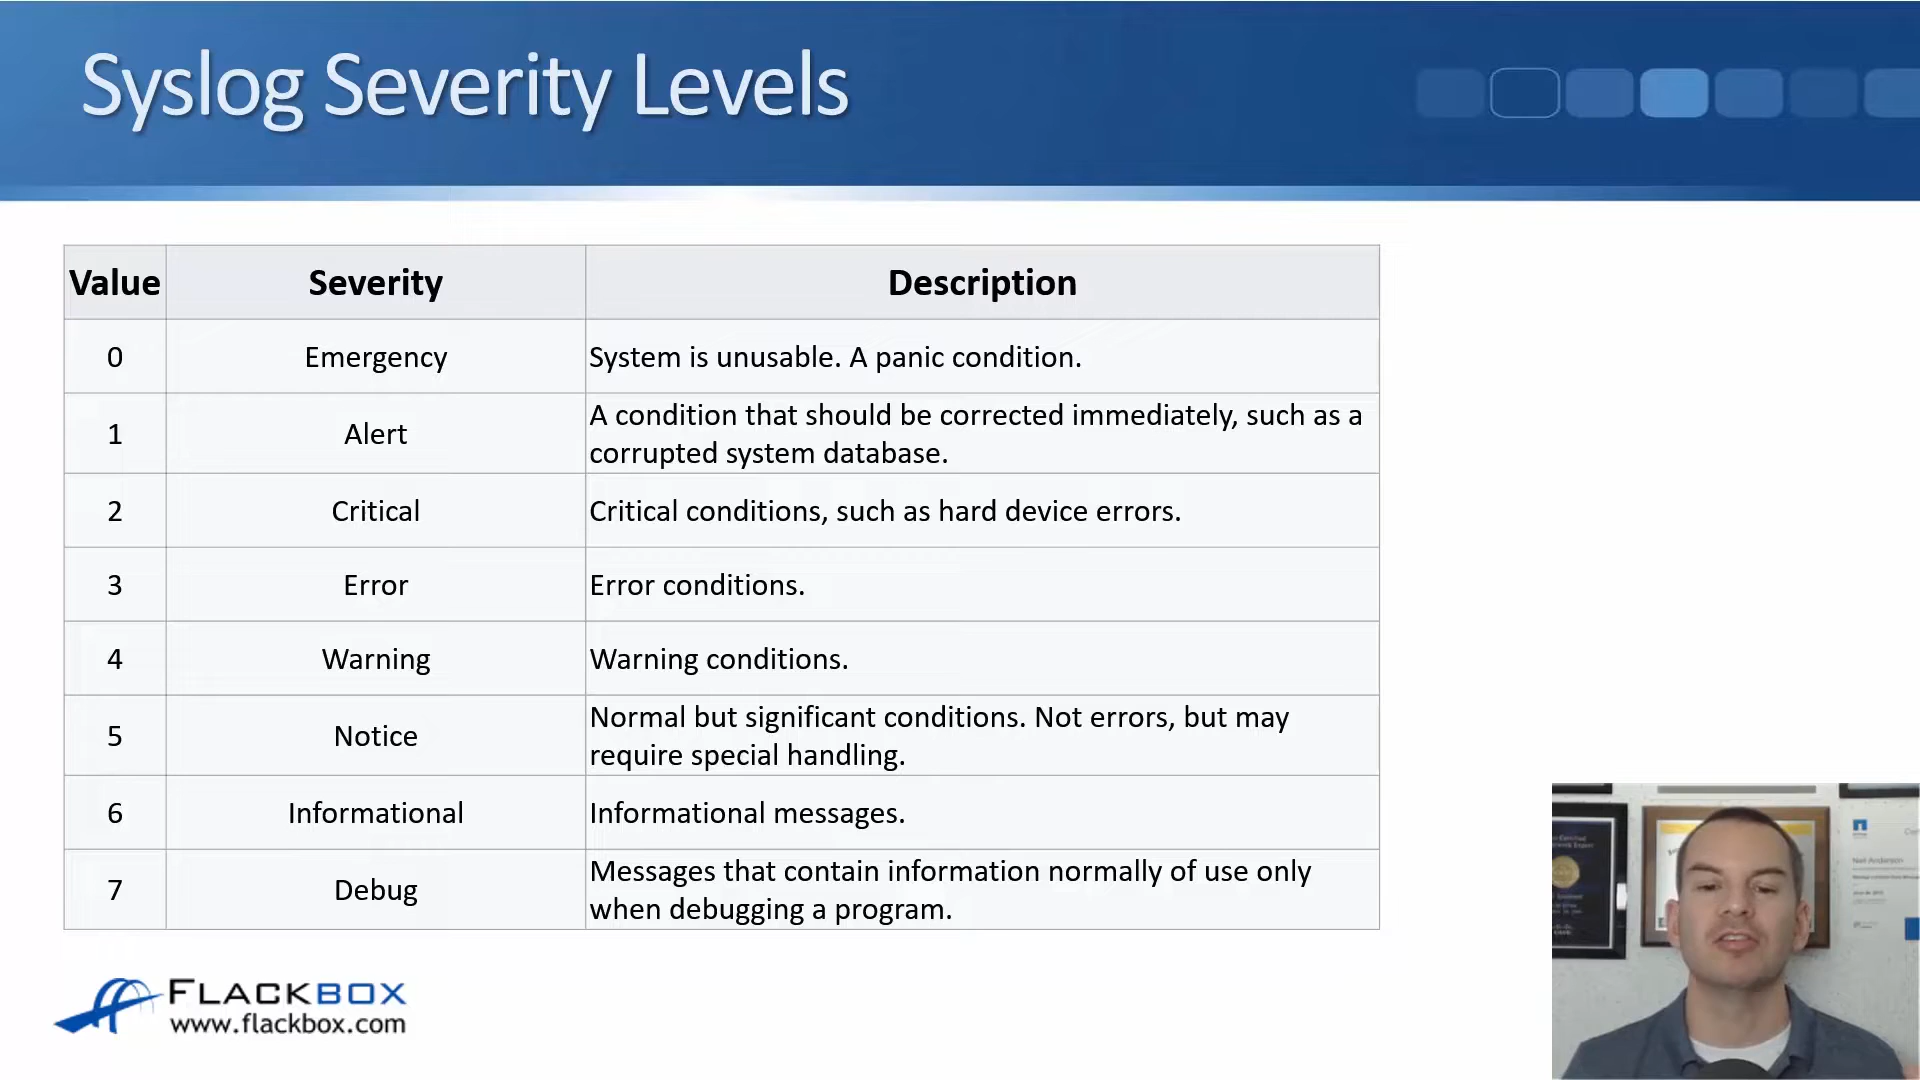 Syslog Severity Levels
Value Severity Description
0 Emergency System is unusable. A panic condition.
1 Alert A condition that should be corrected immediately, such as a
corrupted system database.
2 Critical Critical conditions, such as hard device errors.
3 Error Error conditions.
4 Warning Warning conditions.
5 Notice Normal but significant conditions. Not errors, but may
require special handling.
6 Informational Informational messages.
7 Debug Messages that contain information normally of use only
when debugging a program.
FLACKBOX
www.flackbox.com
Neil Anderson